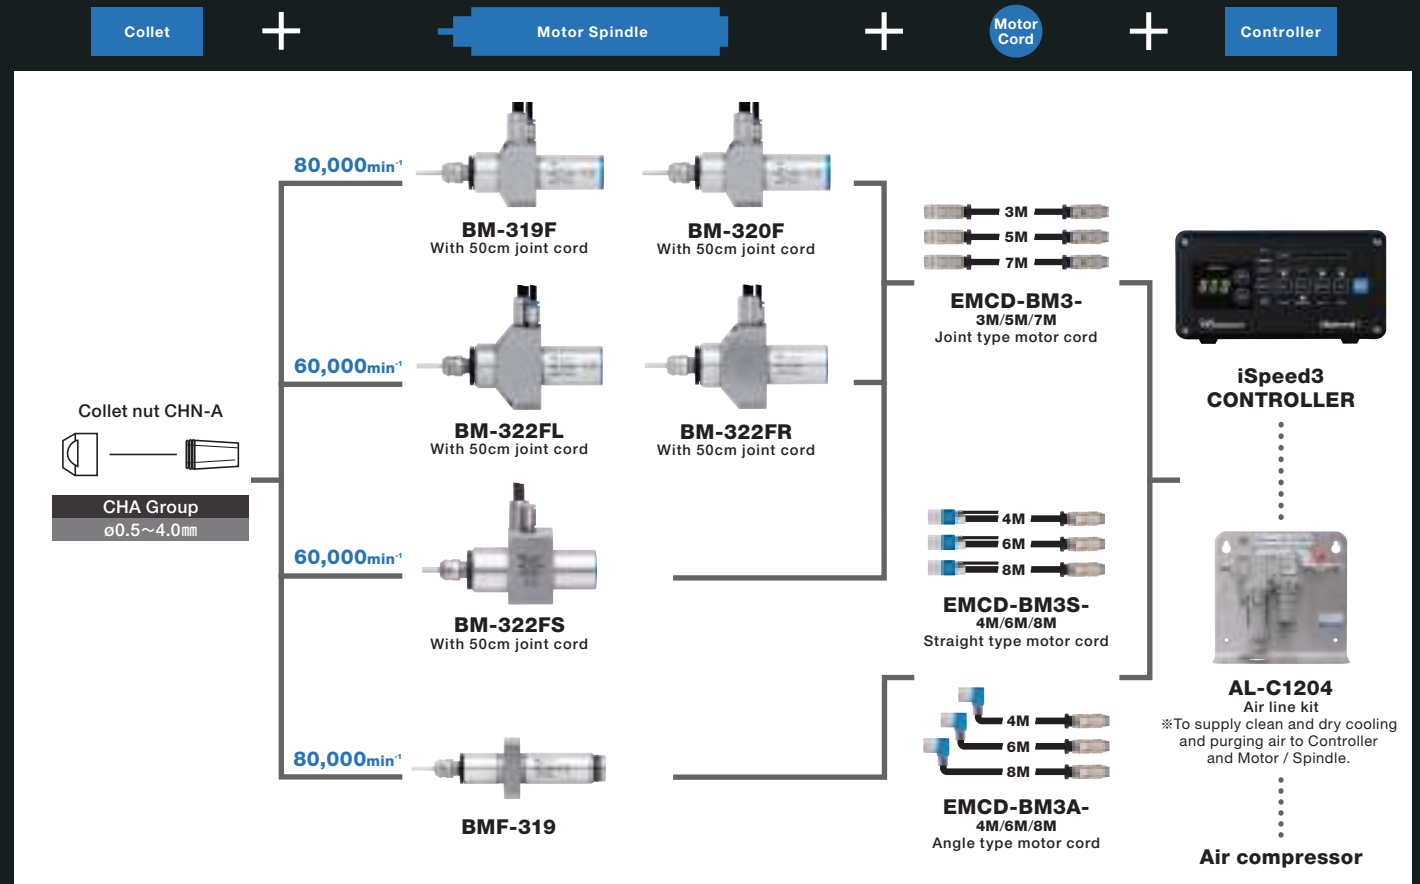 Collet
Motor Spindle
Motor
Cord
Controller
80,000min⁻¹
BM-319F
With 50cm joint cord
BM-320F
With 50cm joint cord
3M
5M
7M
EMCD-BM3-
3M/5M/7M
Joint type motor cord
60,000min⁻¹
BM-322FL
With 50cm joint cord
BM-322FR
With 50cm joint cord
iSpeed3
CONTROLLER
Collet nut CHN-A
CHA Group
ø0.5～4.0㎜
60,000min⁻¹
BM-322FS
With 50cm joint cord
4M
6M
8M
EMCD-BM3S-
4M/6M/8M
Straight type motor cord
AL-C1204
Air line kit
※To supply clean and dry cooling
and purging air to Controller
and Motor / Spindle.
80,000min⁻¹
BMF-319
4M
6M
8M
EMCD-BM3A-
4M/6M/8M
Angle type motor cord
Air compressor